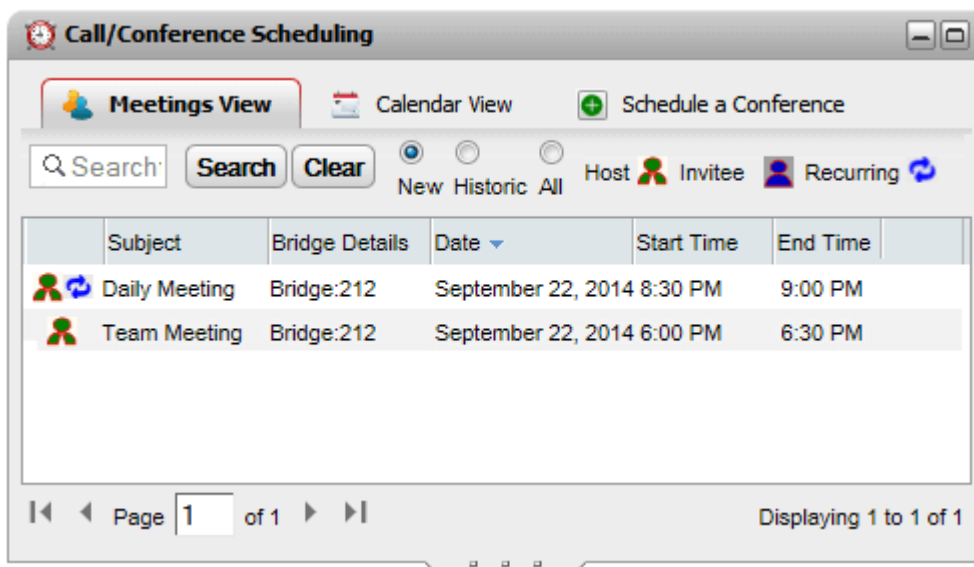 Call/Conference Scheduling
Meetings View Calendar View Schedule a Conference
Search Search Clear New Historic All Host Invitee Recurring
Subject Bridge Details Date Start Time End Time
Daily Meeting Bridge:212 September 22, 2014 8:30 PM 9:00 PM
Team Meeting Bridge:212 September 22, 2014 6:00 PM 6:30 PM
Page 1 of 1 Displaying 1 to 1 of 1